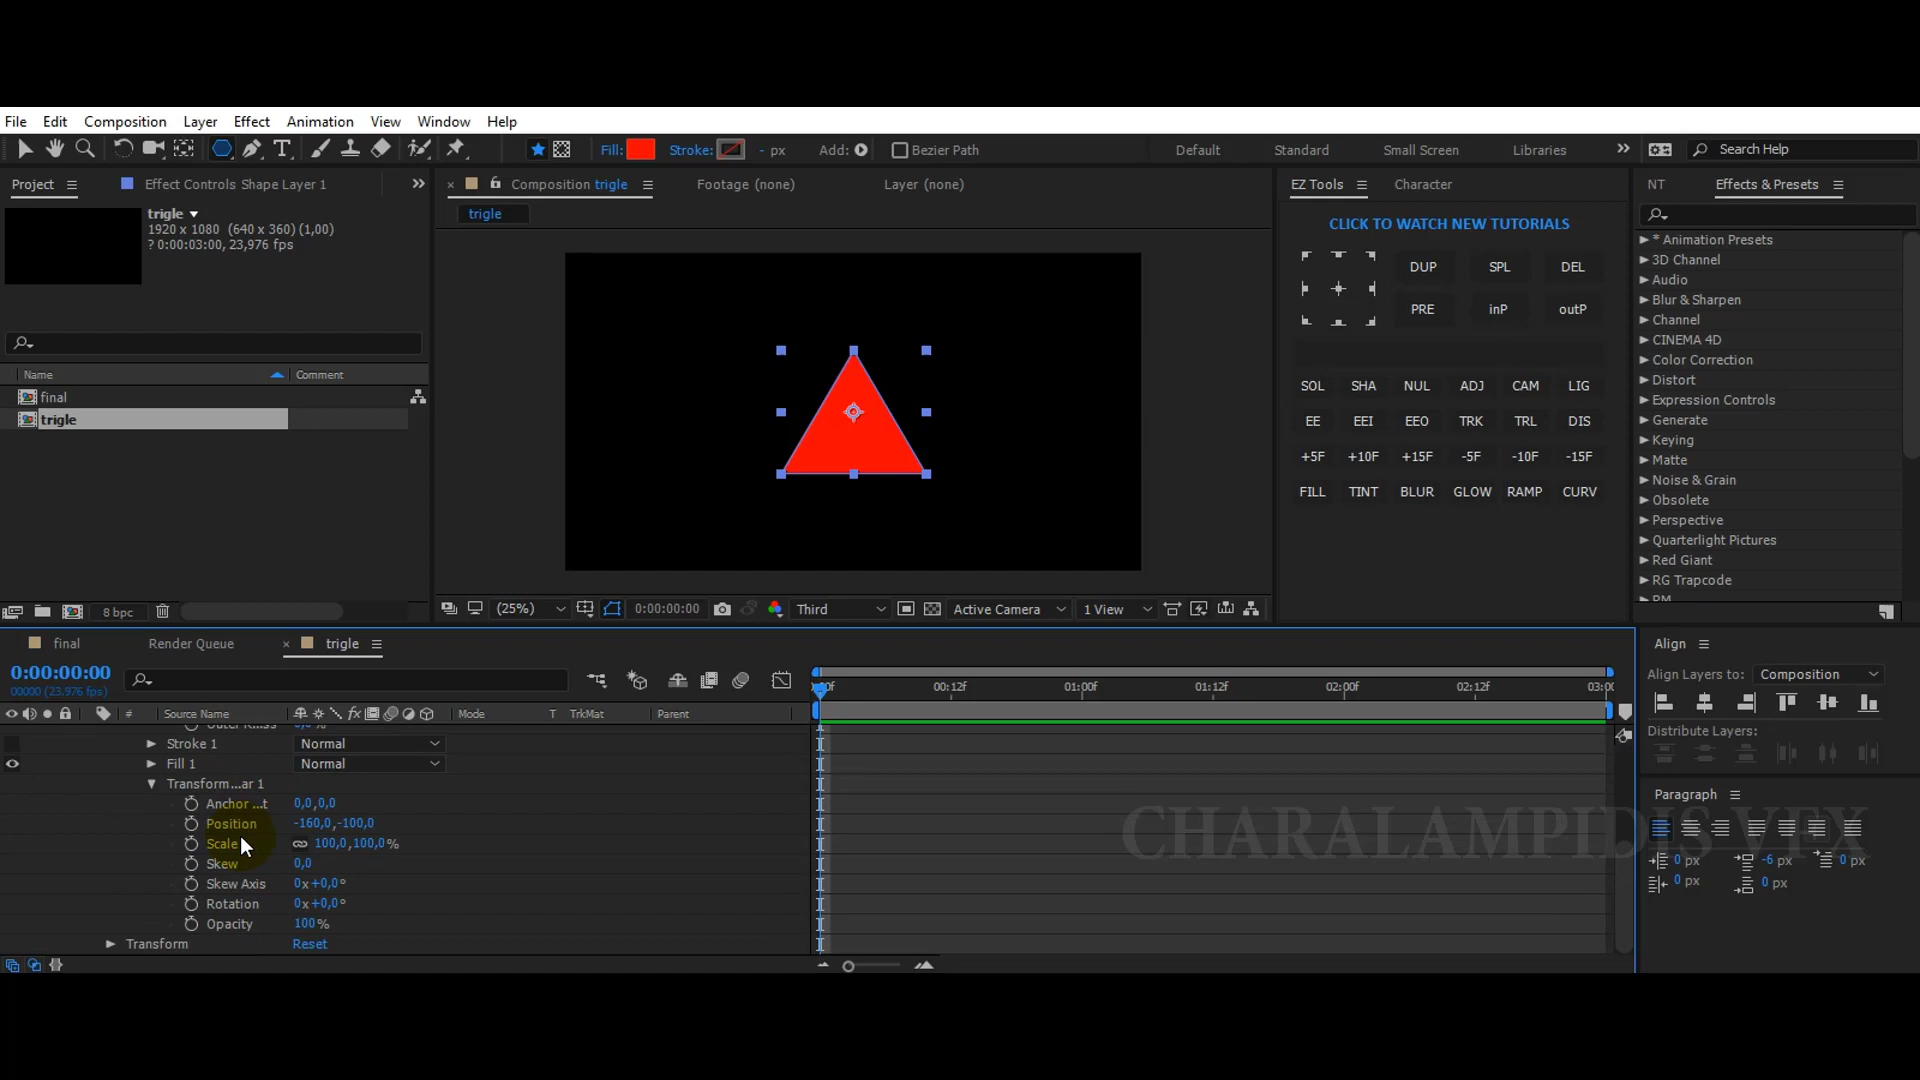 File Edit Composition Layer Effect Animation View Window Help
Fill: Stroke: - px Add: Bezier Path Default Standard Small Screen Libraries Search Help
Project Effect Controls Shape Layer 1
Composition trigle Footage (none) Layer (none)
EZ Tools Character
NT Effects & Presets
trigle
1920 x 1080 (640 x 360) (1,00)
? 0:00:03:00, 23,976 fps
trigle
CLICK TO WATCH NEW TUTORIALS
DUP SPL DEL
PRE inP outP
SOL SHA NUL ADJ CAM LIG
EE EEI EEO TRK TRL DIS
+5F +10F +15F -5F -10F -15F
FILL TINT BLUR GLOW RAMP CURV
* Animation Presets
3D Channel
Audio
Blur & Sharpen
Channel
CINEMA 4D
Color Correction
Distort
Expression Controls
Generate
Keying
Matte
Noise & Grain
Obsolete
Perspective
Quarterlight Pictures
Red Giant
RG Trapcode
Name Comment
final
trigle
8 bpc
(25%) 0:00:00:00 Third Active Camera 1 View
final Render Queue trigle
0:00:00:00
00000 (23.976 fps)
# Source Name fx Mode T TrkMat Parent
00:12f 01:00f 01:12f 02:00f 02:12f
Stroke 1 Normal
Fill 1 Normal
Transform...ar 1
Anchor ...t 0,0,0,0
Position -160,0,-100,0
Scale 100,0,100,0%
Skew 0,0
Skew Axis 0x+0,0°
Rotation 0x+0,0°
Opacity 100%
Transform Reset
Align
Align Layers to: Composition
Distribute Layers:
Paragraph
0 px -6 px 0 px
0 px 0 px
CHARALAMPIDIS VFX